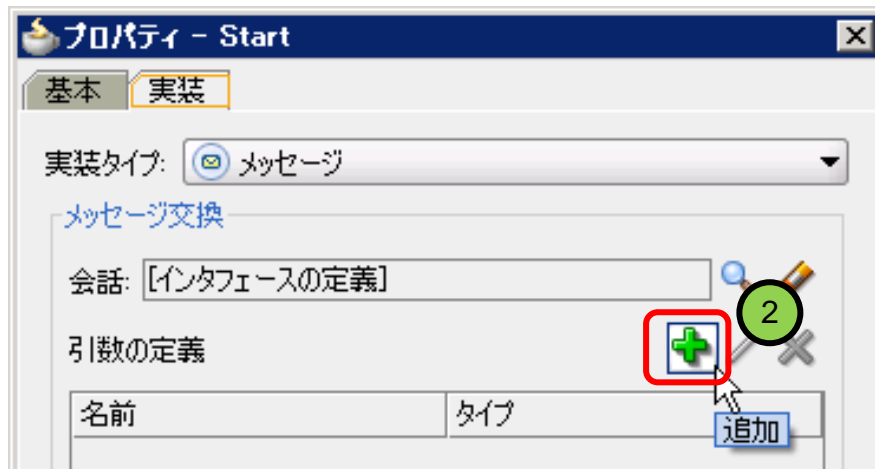 プロパティ - Start
基本 実装
実装タイプ: メッセージ
メッセージ交換
会話: [インタフェースの定義]
2
引数の定義
名前 タイプ
追加